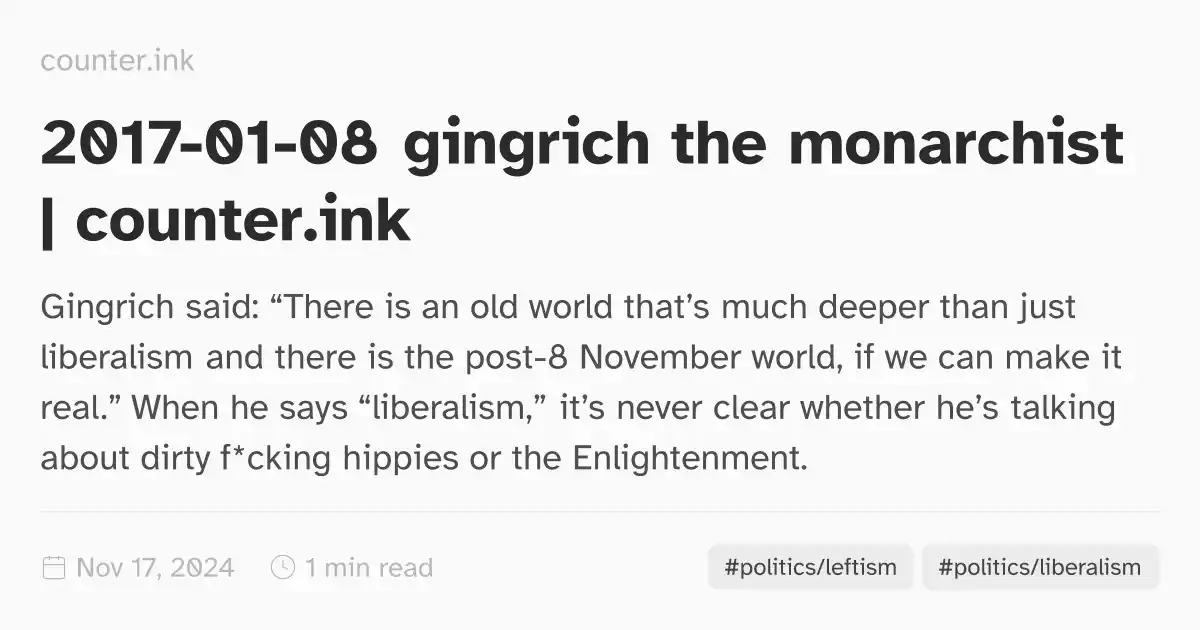 counter.ink
2017-01-08 gingrich the monarchist
| counter.ink
Gingrich said: “There is an old world that’s much deeper than just
liberalism and there is the post-8 November world, if we can make it
real.” When he says “liberalism,” it’s never clear whether he’s talking
about dirty f*cking hippies or the Enlightenment.
Nov 17, 2024 1 min read #politics/leftism #politics/liberalism